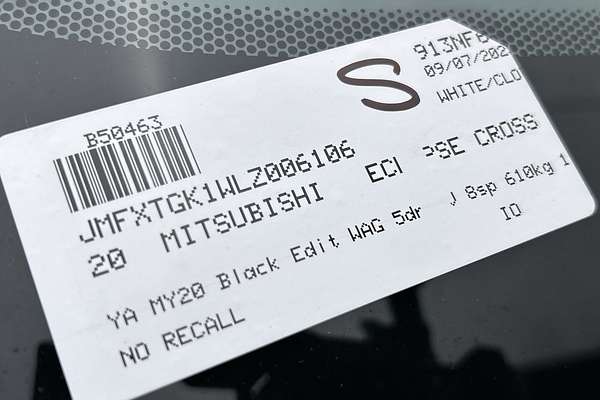 B50463
S
913NF
09/07/202
WHITE/CLO
JMFXTGK1WLZ006106
20 MITSUBISHI ECL PSE CROSS
YA MY20 Black Edit WAG 5dr J 8sp 610kg 1
NO RECALL
IO